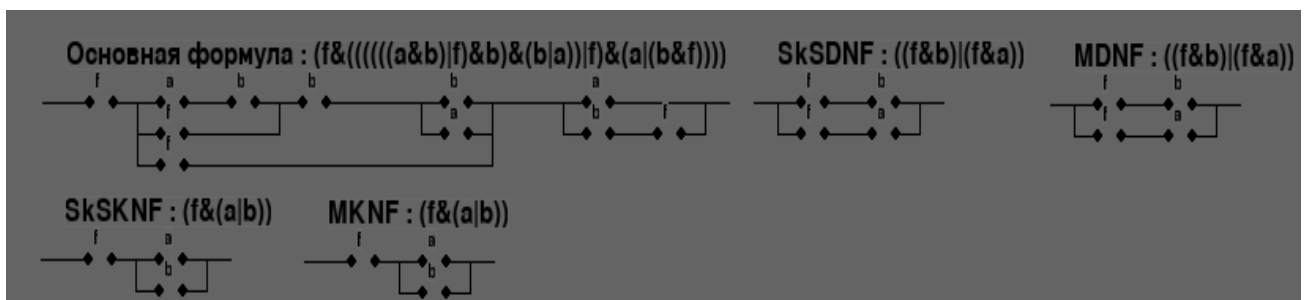 Основная формула : (f&((((((a&b)|f)&b)&(b|a))|f)&(a|(b&f))))
f a b b b a
f a b f
f
SkSDNF : ((f&b)|(f&a))
f b
f a
MDNF : ((f&b)|(f&a))
f b
f a
SkSKNF : (f&(a|b))
f a
b
MKNF : (f&(a|b))
f a
b